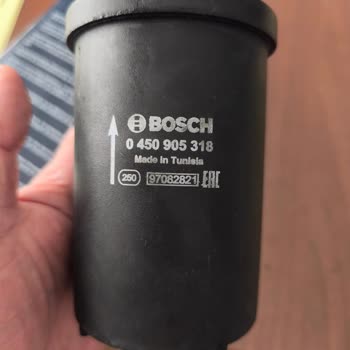 BOSCH
0 450 905 318
Made in Tunisia
250 97082821 EAC